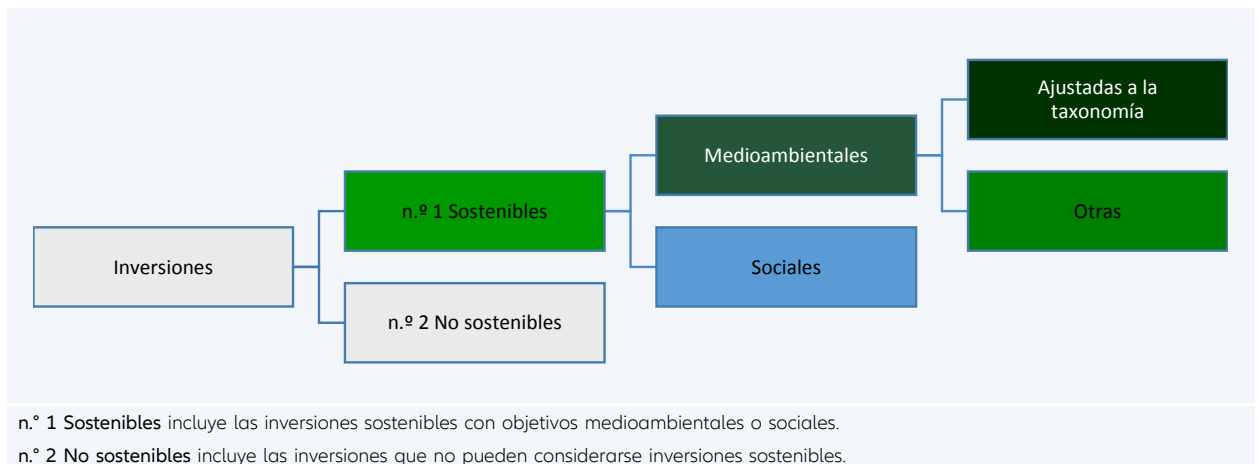 Ajustadas a la
taxonomía
Medioambientales
n.º 1 Sostenibles
Otras
Inversiones
Sociales
n.º 2 No sostenibles
n.° 1 Sostenibles incluye las inversiones sostenibles con objetivos medioambientales o sociales.
n.° 2 No sostenibles incluye las inversiones que no pueden considerarse inversiones sostenibles.